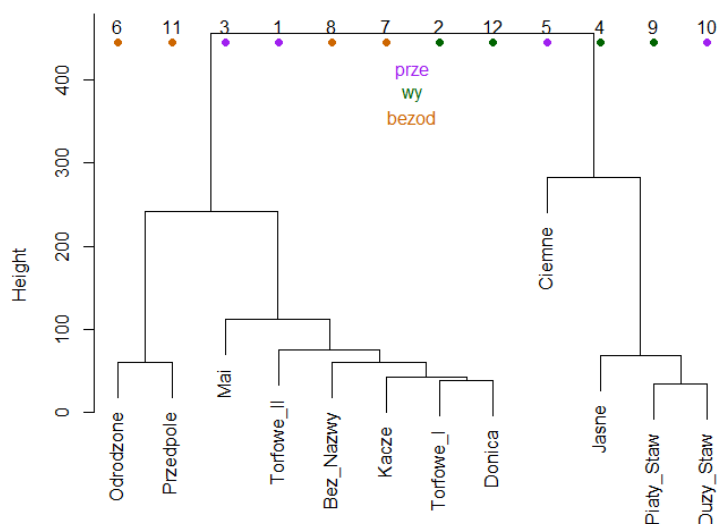 6 11 3 1 8 7 2 12 5 4 9 10
prze
wy
bezod
Height
400
300
200
100
0
Odrodzone
Przedpole
Mai
Torfowe_II
Bez_Nazwy
Kacze
Torfowe_I
Donica
Ciemne
Jasne
Piaty_Staw
Duzy_Staw